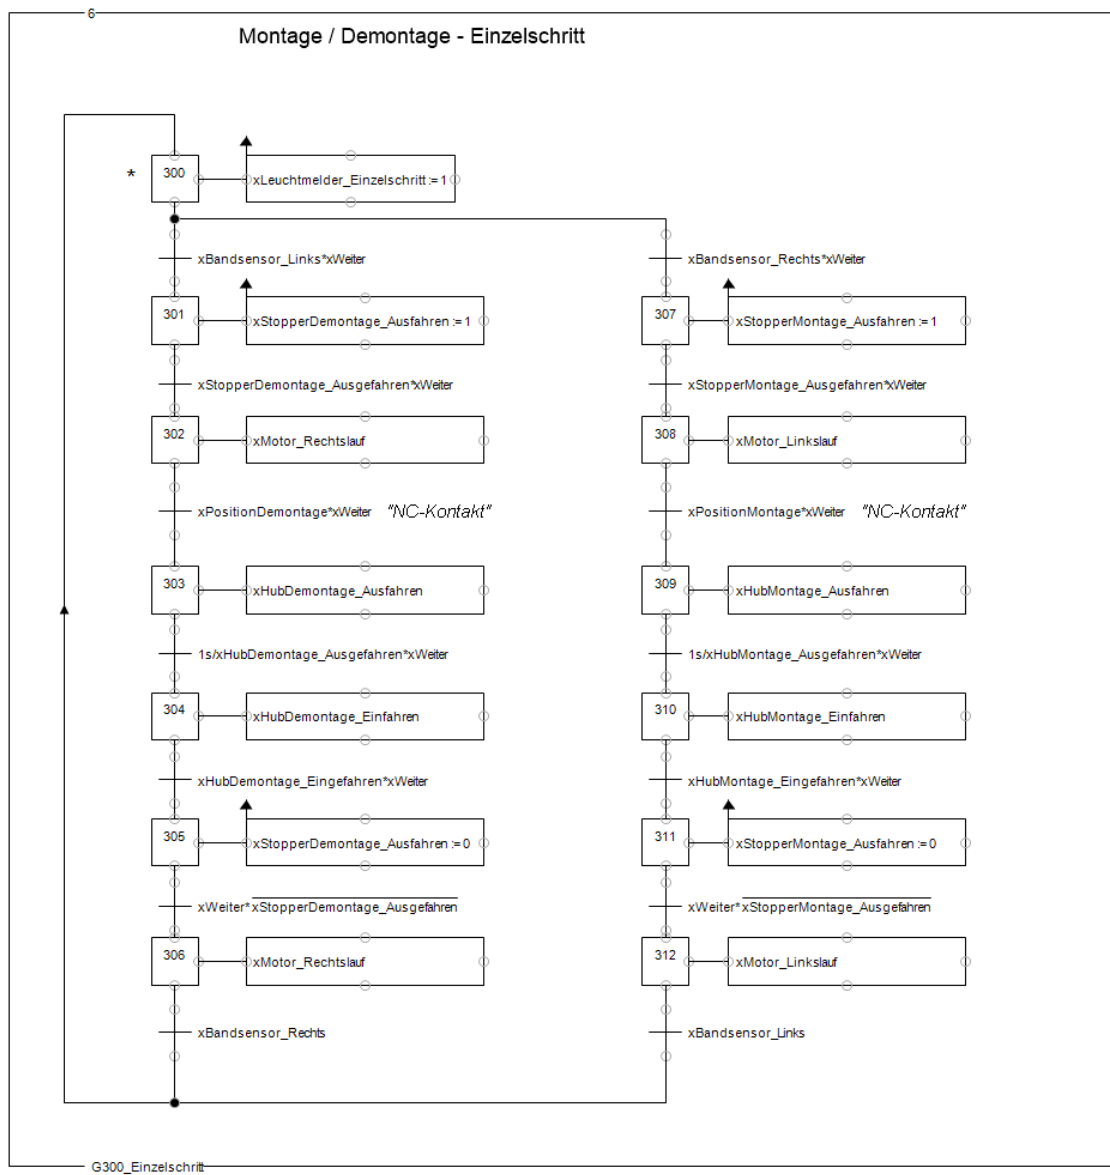 6
Montage / Demontage - Einzelschritt
* 300 xLeuchtmelder_Einzelschritt := 1
xBandsensor_Links*xWeiter xBandsensor_Rechts*xWeiter
301 xStopperDemontage_Ausfahren := 1 307 xStopperMontage_Ausfahren := 1
xStopperDemontage_Ausgefahren*xWeiter xStopperMontage_Ausgefahren*xWeiter
302 xMotor_Rechtslauf 308 xMotor_Linkslauf
xPositionDemontage*xWeiter "NC-Kontakt" xPositionMontage*xWeiter "NC-Kontakt"
303 xHubDemontage_Ausfahren 309 xHubMontage_Ausfahren
1s/xHubDemontage_Ausgefahren*xWeiter 1s/xHubMontage_Ausgefahren*xWeiter
304 xHubDemontage_Einfahren 310 xHubMontage_Einfahren
xHubDemontage_Eingefahren*xWeiter xHubMontage_Eingefahren*xWeiter
305 xStopperDemontage_Ausfahren := 0 311 xStopperMontage_Ausfahren := 0
xWeiter*xStopperDemontage_Ausgefahren xWeiter*xStopperMontage_Ausgefahren
306 xMotor_Rechtslauf 312 xMotor_Linkslauf
xBandsensor_Rechts xBandsensor_Links
G300_Einzelschritt